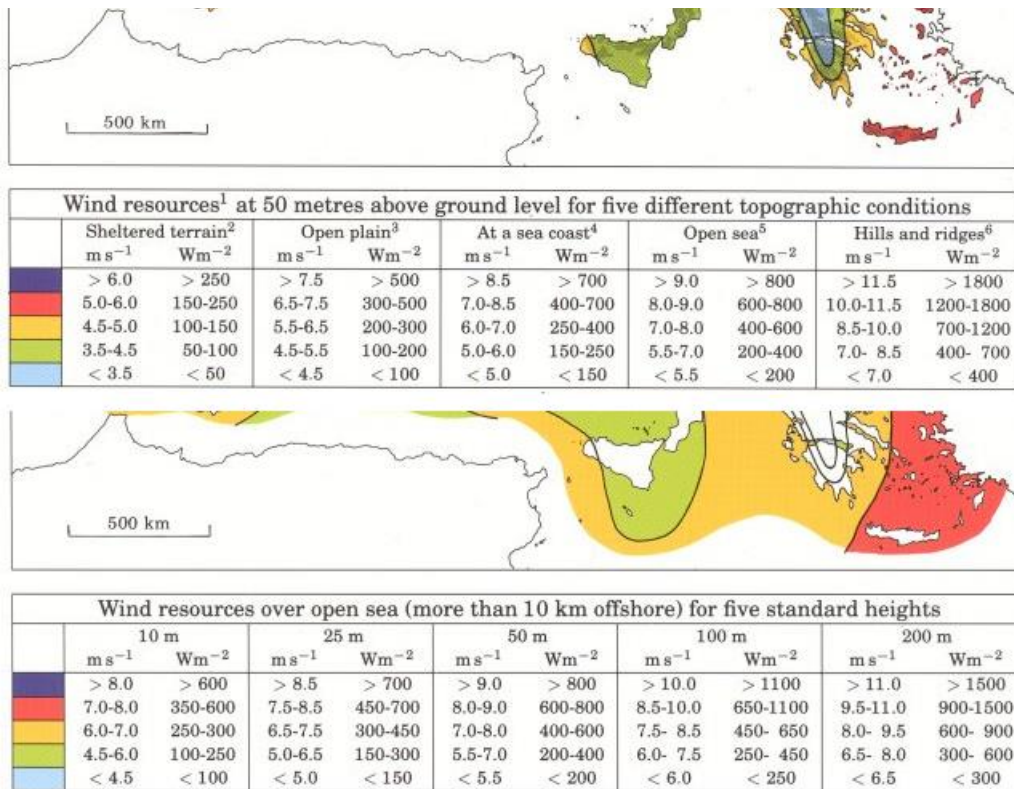 500 km
Wind resources¹ at 50 metres above ground level for five different topographic conditions
Sheltered terrain² Open plain³ At a sea coast⁴ Open sea⁵ Hills and ridges⁶
m s⁻¹ Wm⁻² m s⁻¹ Wm⁻² m s⁻¹ Wm⁻² m s⁻¹ Wm⁻² m s⁻¹ Wm⁻²
> 6.0 > 250 > 7.5 > 500 > 8.5 > 700 > 9.0 > 800 > 11.5 > 1800
5.0-6.0 150-250 6.5-7.5 300-500 7.0-8.5 400-700 8.0-9.0 600-800 10.0-11.5 1200-1800
4.5-5.0 100-150 5.5-6.5 200-300 6.0-7.0 250-400 7.0-8.0 400-600 8.5-10.0 700-1200
3.5-4.5 50-100 4.5-5.5 100-200 5.0-6.0 150-250 5.5-7.0 200-400 7.0- 8.5 400- 700
< 3.5 < 50 < 4.5 < 100 < 5.0 < 150 < 5.5 < 200 < 7.0 < 400
500 km
Wind resources over open sea (more than 10 km offshore) for five standard heights
10 m 25 m 50 m 100 m 200 m
m s⁻¹ Wm⁻² m s⁻¹ Wm⁻² m s⁻¹ Wm⁻² m s⁻¹ Wm⁻² m s⁻¹ Wm⁻²
> 8.0 > 600 > 8.5 > 700 > 9.0 > 800 > 10.0 > 1100 > 11.0 > 1500
7.0-8.0 350-600 7.5-8.5 450-700 8.0-9.0 600-800 8.5-10.0 650-1100 9.5-11.0 900-1500
6.0-7.0 250-300 6.5-7.5 300-450 7.0-8.0 400-600 7.5- 8.5 450- 650 8.0- 9.5 600- 900
4.5-6.0 100-250 5.0-6.5 150-300 5.5-7.0 200-400 6.0- 7.5 250- 450 6.5- 8.0 300- 600
< 4.5 < 100 < 5.0 < 150 < 5.5 < 200 < 6.0 < 250 < 6.5 < 300